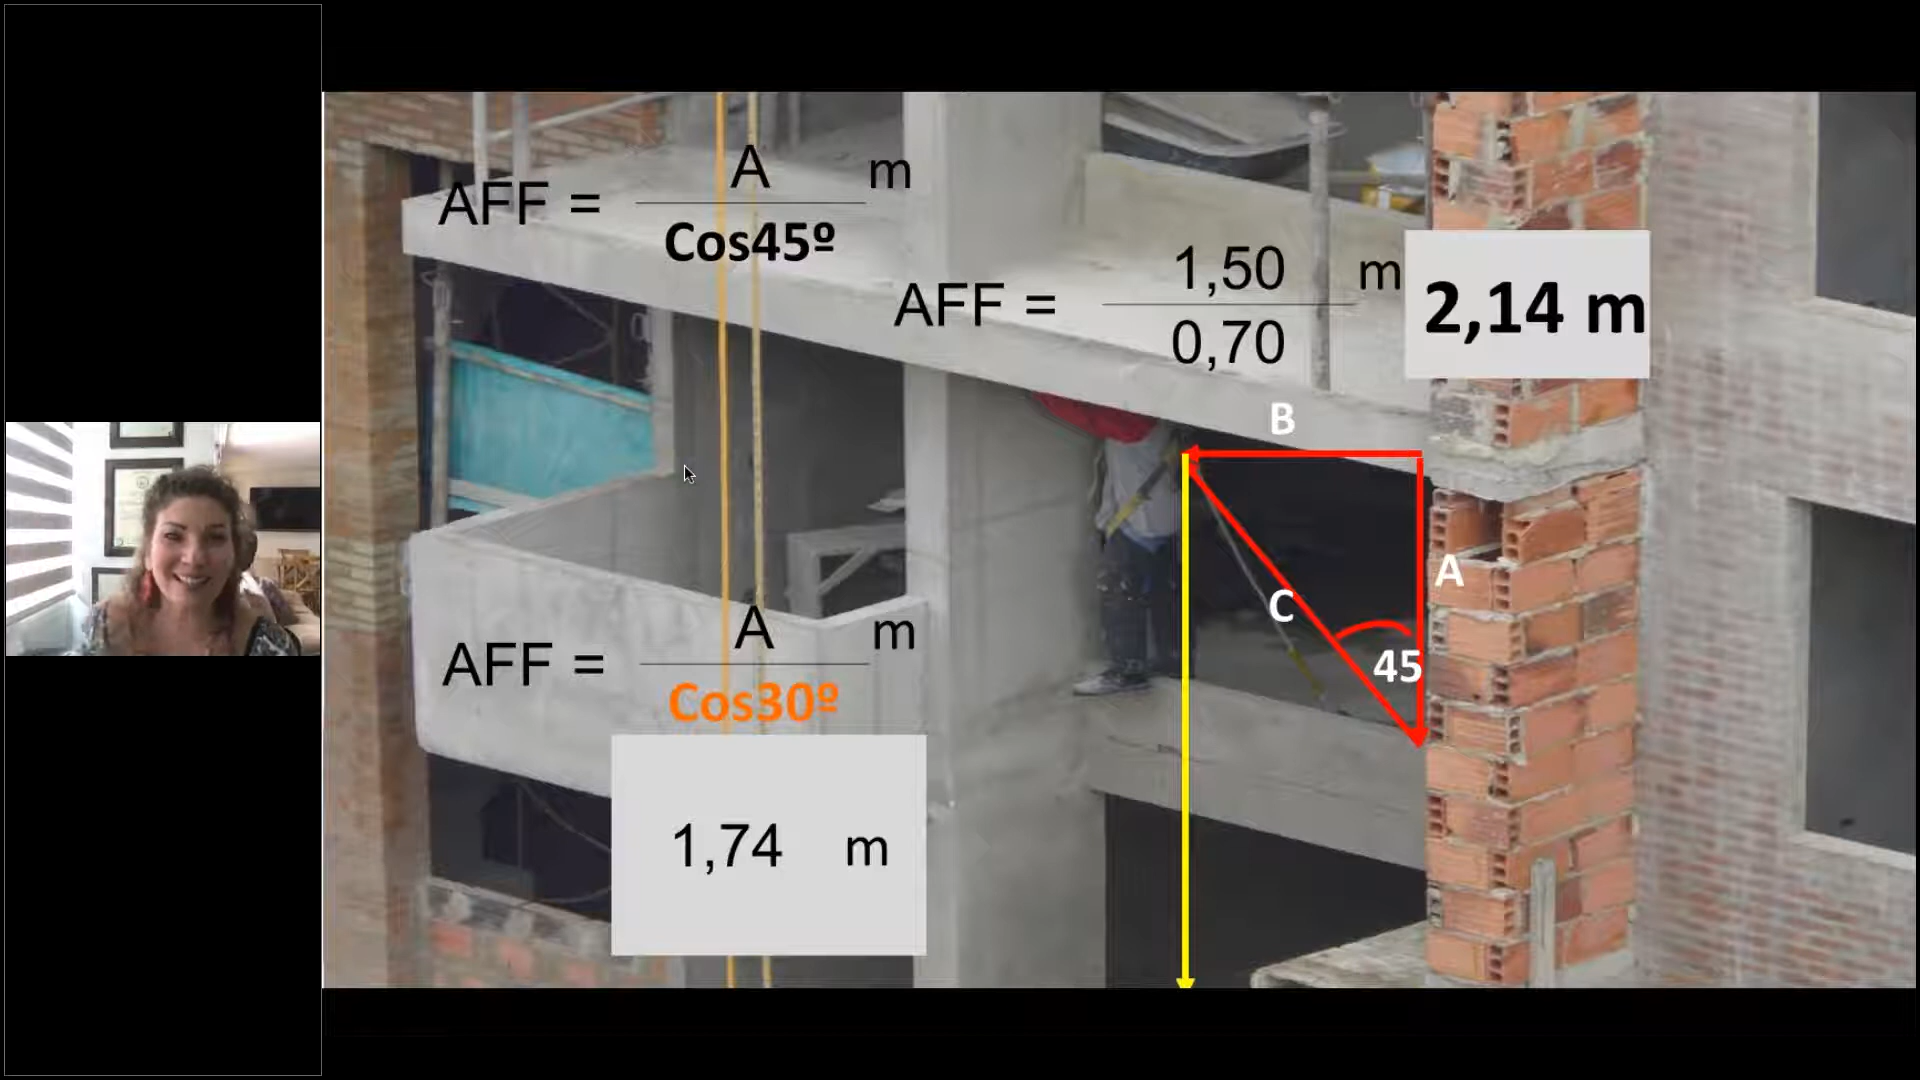 AFF = A m
Cos45º
AFF = 1,50 m
0,70
2,14 m
B
A
C
45
AFF = A m
Cos30º
1,74 m